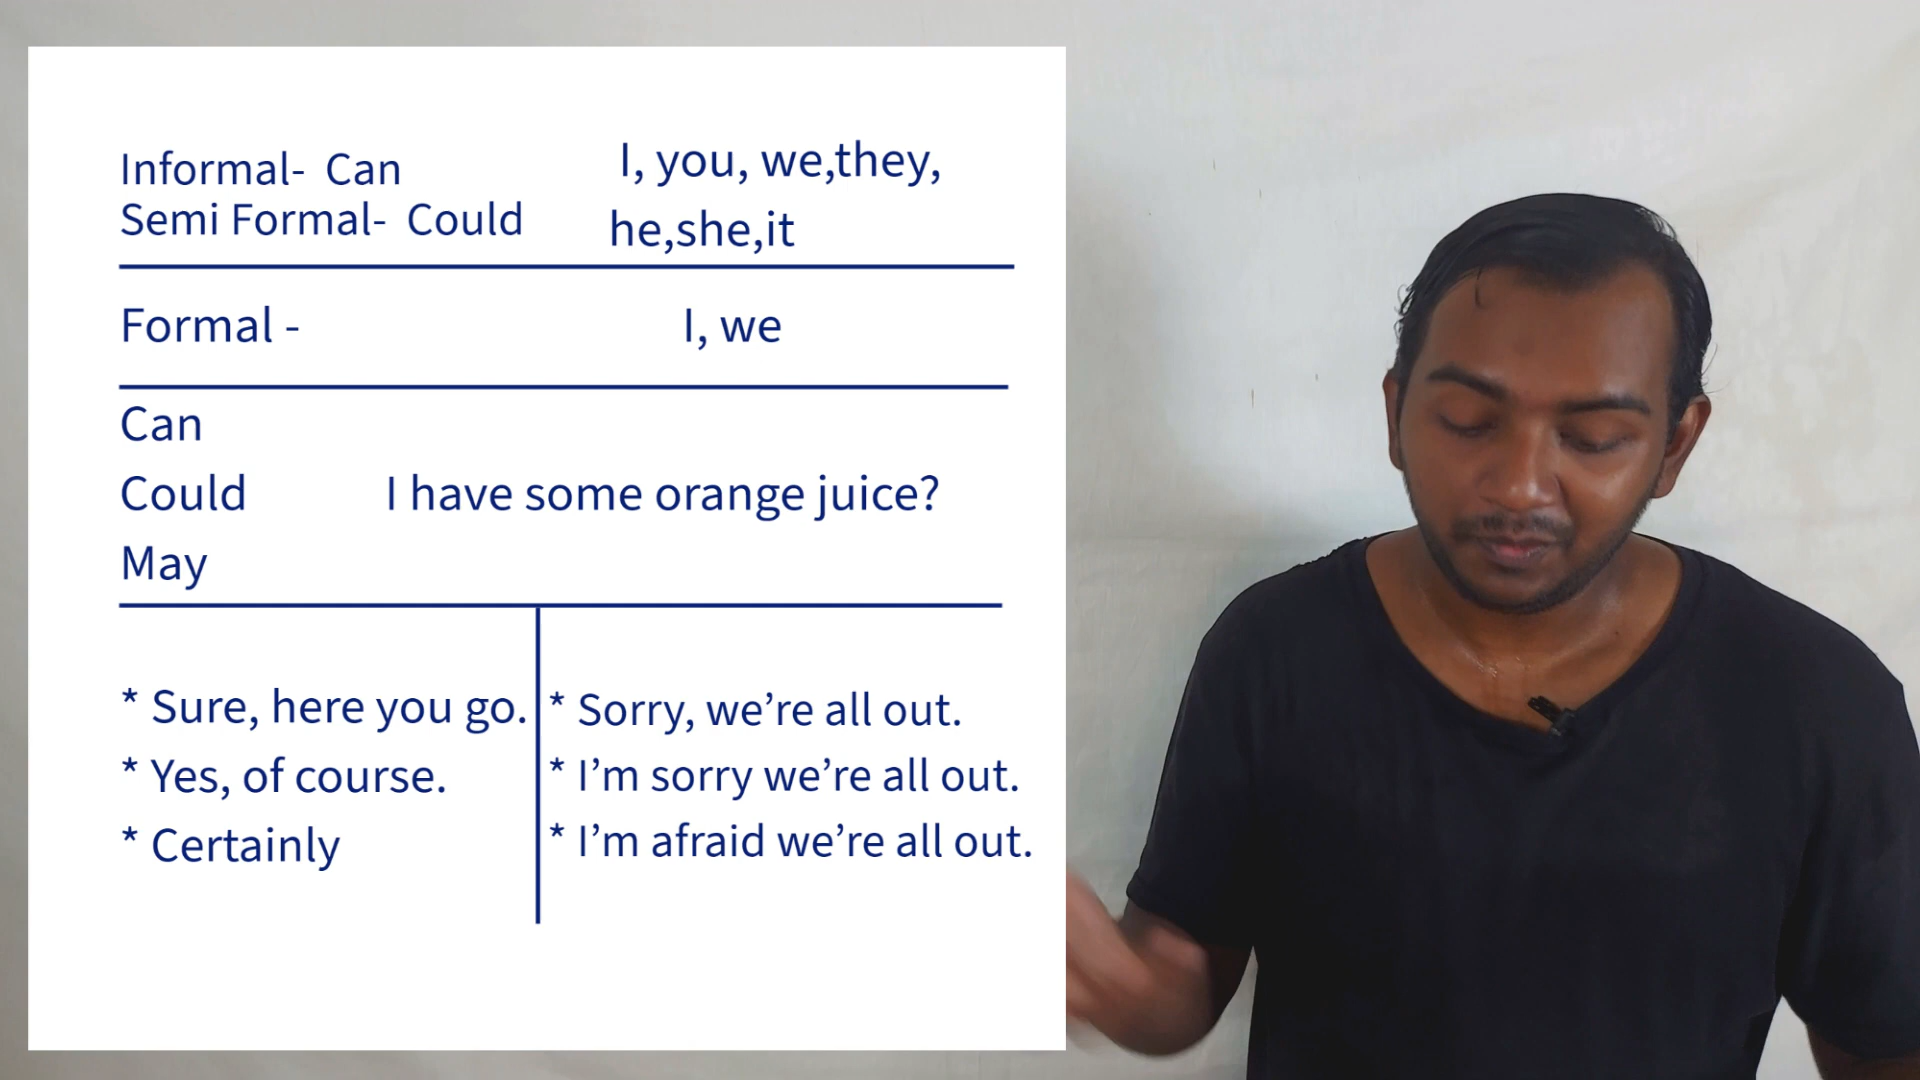 Informal-  Can
Semi Formal-  Could
I, you, we,they,
he,she,it
Formal -
I, we
Can
Could
May
I have some orange juice?
* Sure, here you go.
* Yes, of course.
* Certainly
* Sorry, we’re all out.
* I’m sorry we’re all out.
* I’m afraid we’re all out.